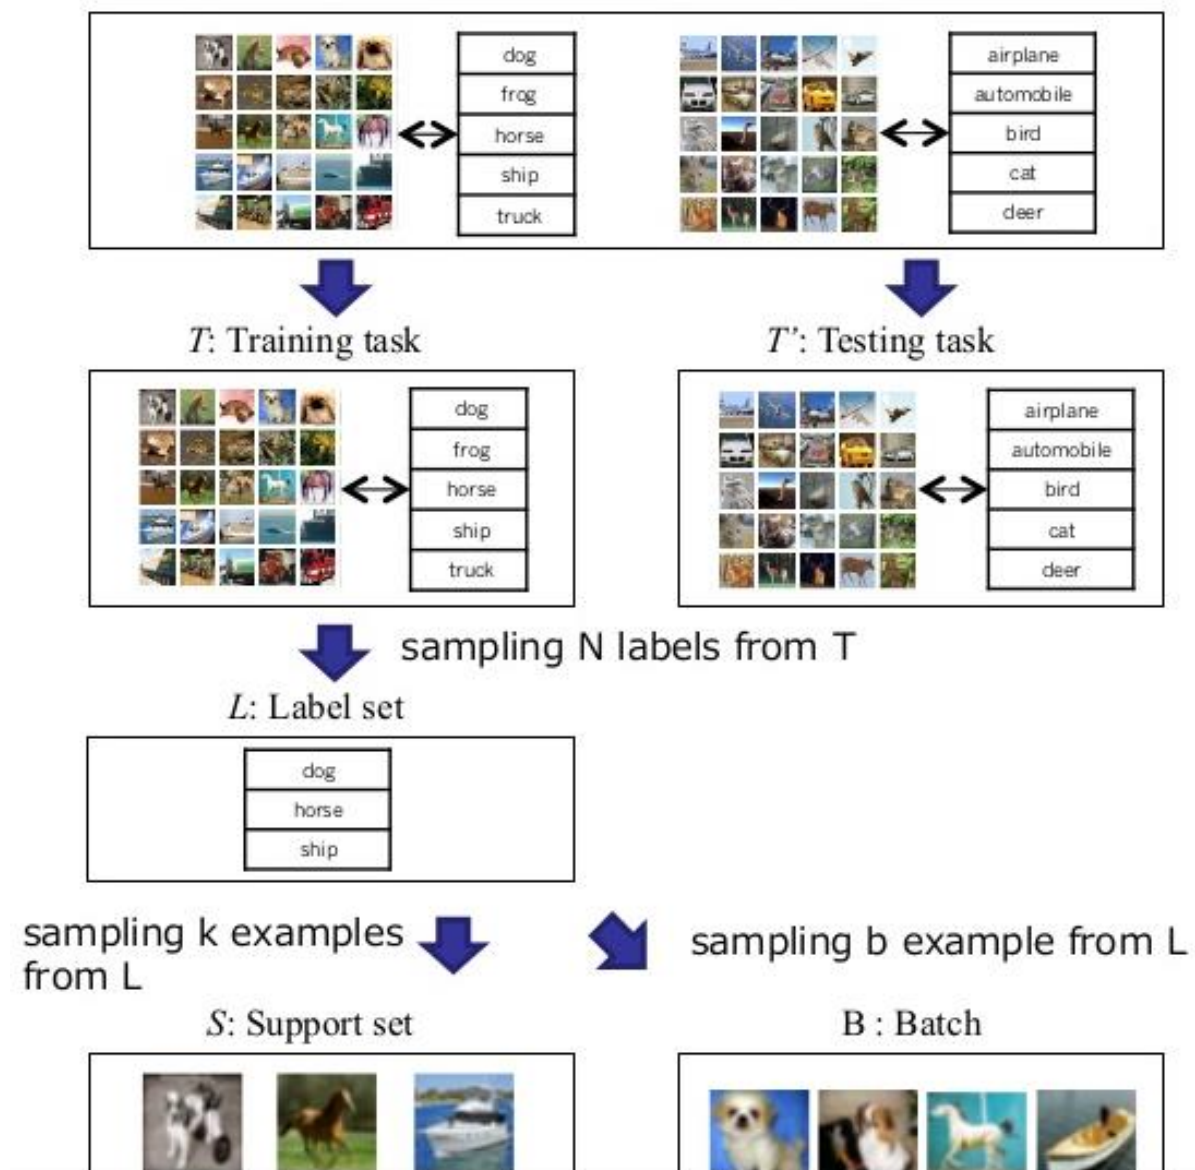 dog
frog
horse
ship
truck
airplane
automobile
bird
cat
deer
T: Training task
T’: Testing task
dog
frog
horse
ship
truck
airplane
automobile
bird
cat
deer
sampling N labels from T
L: Label set
dog
horse
ship
sampling k examples
from L
sampling b example from L
S: Support set
B : Batch